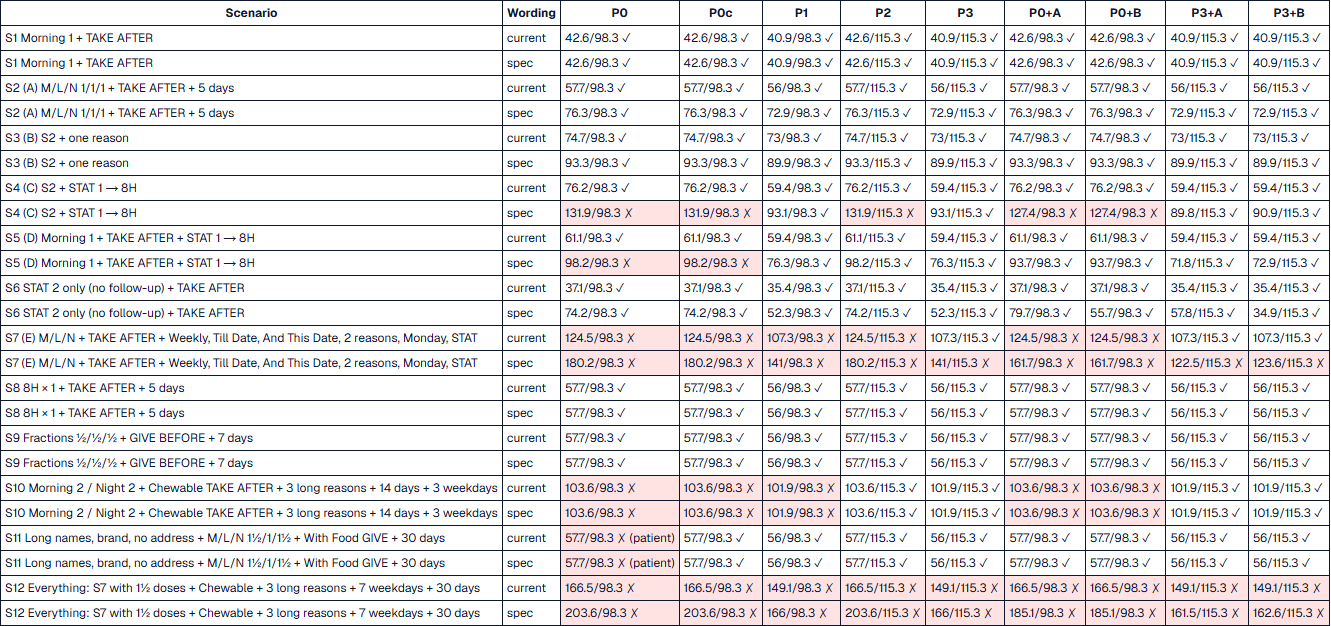 Scenario Wording P0 P0c P1 P2 P3 P0+A P0+B P3+A P3+B
S1 Morning 1 + TAKE AFTER current 42.6/98.3 ✓ 42.6/98.3 ✓ 40.9/98.3 ✓ 42.6/115.3 ✓ 40.9/115.3 ✓ 42.6/98.3 ✓ 42.6/98.3 ✓ 40.9/115.3 ✓ 40.9/115.3 ✓
S1 Morning 1 + TAKE AFTER spec 42.6/98.3 ✓ 42.6/98.3 ✓ 40.9/98.3 ✓ 42.6/115.3 ✓ 40.9/115.3 ✓ 42.6/98.3 ✓ 42.6/98.3 ✓ 40.9/115.3 ✓ 40.9/115.3 ✓
S2 (A) M/L/N 1/1/1 + TAKE AFTER + 5 days current 57.7/98.3 ✓ 57.7/98.3 ✓ 56/98.3 ✓ 57.7/115.3 ✓ 56/115.3 ✓ 57.7/98.3 ✓ 57.7/98.3 ✓ 56/115.3 ✓ 56/115.3 ✓
S2 (A) M/L/N 1/1/1 + TAKE AFTER + 5 days spec 76.3/98.3 ✓ 76.3/98.3 ✓ 72.9/98.3 ✓ 76.3/115.3 ✓ 72.9/115.3 ✓ 76.3/98.3 ✓ 76.3/98.3 ✓ 72.9/115.3 ✓ 72.9/115.3 ✓
S3 (B) S2 + one reason current 74.7/98.3 ✓ 74.7/98.3 ✓ 73/98.3 ✓ 74.7/115.3 ✓ 73/115.3 ✓ 74.7/98.3 ✓ 74.7/98.3 ✓ 73/115.3 ✓ 73/115.3 ✓
S3 (B) S2 + one reason spec 93.3/98.3 ✓ 93.3/98.3 ✓ 89.9/98.3 ✓ 93.3/115.3 ✓ 89.9/115.3 ✓ 93.3/98.3 ✓ 93.3/98.3 ✓ 89.9/115.3 ✓ 89.9/115.3 ✓
S4 (C) S2 + STAT 1 → 8H current 76.2/98.3 ✓ 76.2/98.3 ✓ 59.4/98.3 ✓ 76.2/115.3 ✓ 59.4/115.3 ✓ 76.2/98.3 ✓ 76.2/98.3 ✓ 59.4/115.3 ✓ 59.4/115.3 ✓
S4 (C) S2 + STAT 1 → 8H spec 131.9/98.3 ✗ 131.9/98.3 ✗ 93.1/98.3 ✓ 131.9/115.3 ✗ 93.1/115.3 ✓ 127.4/98.3 ✗ 127.4/98.3 ✗ 89.8/115.3 ✓ 90.9/115.3 ✓
S5 (D) Morning 1 + TAKE AFTER + STAT 1 → 8H current 61.1/98.3 ✓ 61.1/98.3 ✓ 59.4/98.3 ✓ 61.1/115.3 ✓ 59.4/115.3 ✓ 61.1/98.3 ✓ 61.1/98.3 ✓ 59.4/115.3 ✓ 59.4/115.3 ✓
S5 (D) Morning 1 + TAKE AFTER + STAT 1 → 8H spec 98.2/98.3 ✗ 98.2/98.3 ✗ 76.3/98.3 ✓ 98.2/115.3 ✓ 76.3/115.3 ✓ 93.7/98.3 ✓ 93.7/98.3 ✓ 71.8/115.3 ✓ 72.9/115.3 ✓
S6 STAT 2 only (no follow-up) + TAKE AFTER current 37.1/98.3 ✓ 37.1/98.3 ✓ 35.4/98.3 ✓ 37.1/115.3 ✓ 35.4/115.3 ✓ 37.1/98.3 ✓ 37.1/98.3 ✓ 35.4/115.3 ✓ 35.4/115.3 ✓
S6 STAT 2 only (no follow-up) + TAKE AFTER spec 74.2/98.3 ✓ 74.2/98.3 ✓ 52.3/98.3 ✓ 74.2/115.3 ✓ 52.3/115.3 ✓ 79.7/98.3 ✓ 55.7/98.3 ✓ 57.8/115.3 ✓ 34.9/115.3 ✓
S7 (E) M/L/N + TAKE AFTER + Weekly, Till Date, And This Date, 2 reasons, Monday, STAT current 124.5/98.3 ✗ 124.5/98.3 ✗ 107.3/98.3 ✗ 124.5/115.3 ✗ 107.3/115.3 ✓ 124.5/98.3 ✗ 124.5/98.3 ✗ 107.3/115.3 ✓ 107.3/115.3 ✓
S7 (E) M/L/N + TAKE AFTER + Weekly, Till Date, And This Date, 2 reasons, Monday, STAT spec 180.2/98.3 ✗ 180.2/98.3 ✗ 141/98.3 ✗ 180.2/115.3 ✗ 141/115.3 ✗ 161.7/98.3 ✗ 161.7/98.3 ✗ 122.5/115.3 ✗ 123.6/115.3 ✗
S8 8H × 1 + TAKE AFTER + 5 days current 57.7/98.3 ✓ 57.7/98.3 ✓ 56/98.3 ✓ 57.7/115.3 ✓ 56/115.3 ✓ 57.7/98.3 ✓ 57.7/98.3 ✓ 56/115.3 ✓ 56/115.3 ✓
S8 8H × 1 + TAKE AFTER + 5 days spec 57.7/98.3 ✓ 57.7/98.3 ✓ 56/98.3 ✓ 57.7/115.3 ✓ 56/115.3 ✓ 57.7/98.3 ✓ 57.7/98.3 ✓ 56/115.3 ✓ 56/115.3 ✓
S9 Fractions ½/½/½ + GIVE BEFORE + 7 days current 57.7/98.3 ✓ 57.7/98.3 ✓ 56/98.3 ✓ 57.7/115.3 ✓ 56/115.3 ✓ 57.7/98.3 ✓ 57.7/98.3 ✓ 56/115.3 ✓ 56/115.3 ✓
S9 Fractions ½/½/½ + GIVE BEFORE + 7 days spec 57.7/98.3 ✓ 57.7/98.3 ✓ 56/98.3 ✓ 57.7/115.3 ✓ 56/115.3 ✓ 57.7/98.3 ✓ 57.7/98.3 ✓ 56/115.3 ✓ 56/115.3 ✓
S10 Morning 2 / Night 2 + Chewable TAKE AFTER + 3 long reasons + 14 days + 3 weekdays current 103.6/98.3 ✗ 103.6/98.3 ✗ 101.9/98.3 ✗ 103.6/115.3 ✓ 101.9/115.3 ✓ 103.6/98.3 ✗ 103.6/98.3 ✗ 101.9/115.3 ✓ 101.9/115.3 ✓
S10 Morning 2 / Night 2 + Chewable TAKE AFTER + 3 long reasons + 14 days + 3 weekdays spec 103.6/98.3 ✗ 103.6/98.3 ✗ 101.9/98.3 ✗ 103.6/115.3 ✓ 101.9/115.3 ✓ 103.6/98.3 ✗ 103.6/98.3 ✗ 101.9/115.3 ✓ 101.9/115.3 ✓
S11 Long names, brand, no address + M/L/N 1½/1/1½ + With Food GIVE + 30 days current 57.7/98.3 ✗ (patient) 57.7/98.3 ✓ 56/98.3 ✓ 57.7/115.3 ✓ 56/115.3 ✓ 57.7/98.3 ✓ 57.7/98.3 ✓ 56/115.3 ✓ 56/115.3 ✓
S11 Long names, brand, no address + M/L/N 1½/1/1½ + With Food GIVE + 30 days spec 57.7/98.3 ✗ (patient) 57.7/98.3 ✓ 56/98.3 ✓ 57.7/115.3 ✓ 56/115.3 ✓ 57.7/98.3 ✓ 57.7/98.3 ✓ 56/115.3 ✓ 56/115.3 ✓
S12 Everything: S7 with 1½ doses + Chewable + 3 long reasons + 7 weekdays + 30 days current 166.5/98.3 ✗ 166.5/98.3 ✗ 149.1/98.3 ✗ 166.5/115.3 ✗ 149.1/115.3 ✗ 166.5/98.3 ✗ 166.5/98.3 ✗ 149.1/115.3 ✗ 149.1/115.3 ✗
S12 Everything: S7 with 1½ doses + Chewable + 3 long reasons + 7 weekdays + 30 days spec 203.6/98.3 ✗ 203.6/98.3 ✗ 166/98.3 ✗ 203.6/115.3 ✗ 166/115.3 ✗ 185.1/98.3 ✗ 185.1/98.3 ✗ 161.5/115.3 ✗ 162.6/115.3 ✗